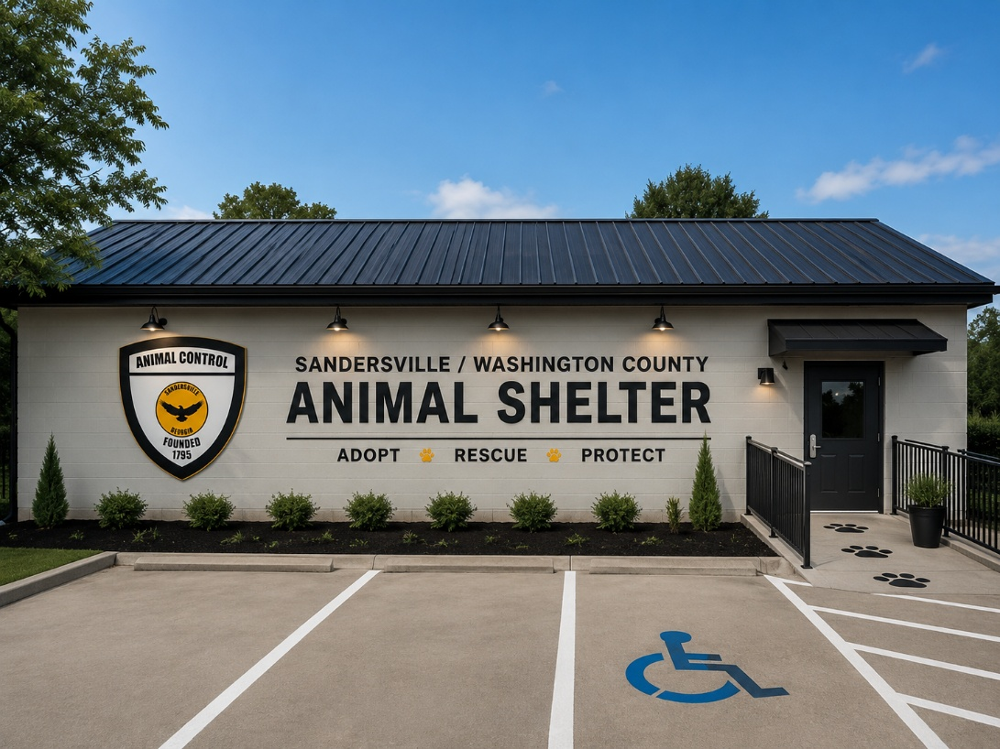 ANIMAL CONTROL
SANDERSVILLE
GEORGIA
FOUNDED
1795
SANDERSVILLE / WASHINGTON COUNTY
ANIMAL SHELTER
ADOPT RESCUE PROTECT